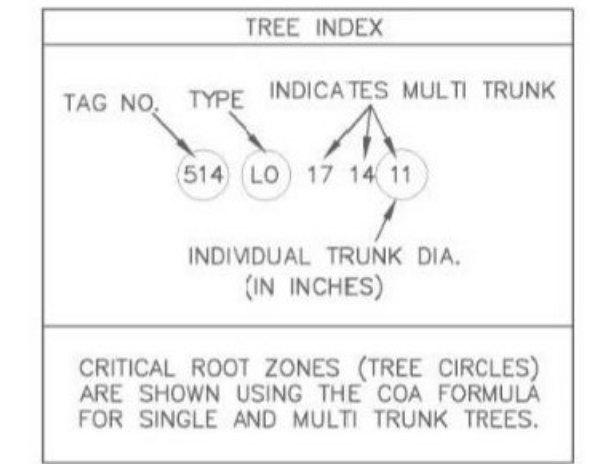 TREE INDEX
TAG NO. TYPE INDICATES MULTI TRUNK
514 LO 17 14 11
INDIVIDUAL TRUNK DIA.
(IN INCHES)
CRITICAL ROOT ZONES (TREE CIRCLES)
ARE SHOWN USING THE COA FORMULA
FOR SINGLE AND MULTI TRUNK TREES.